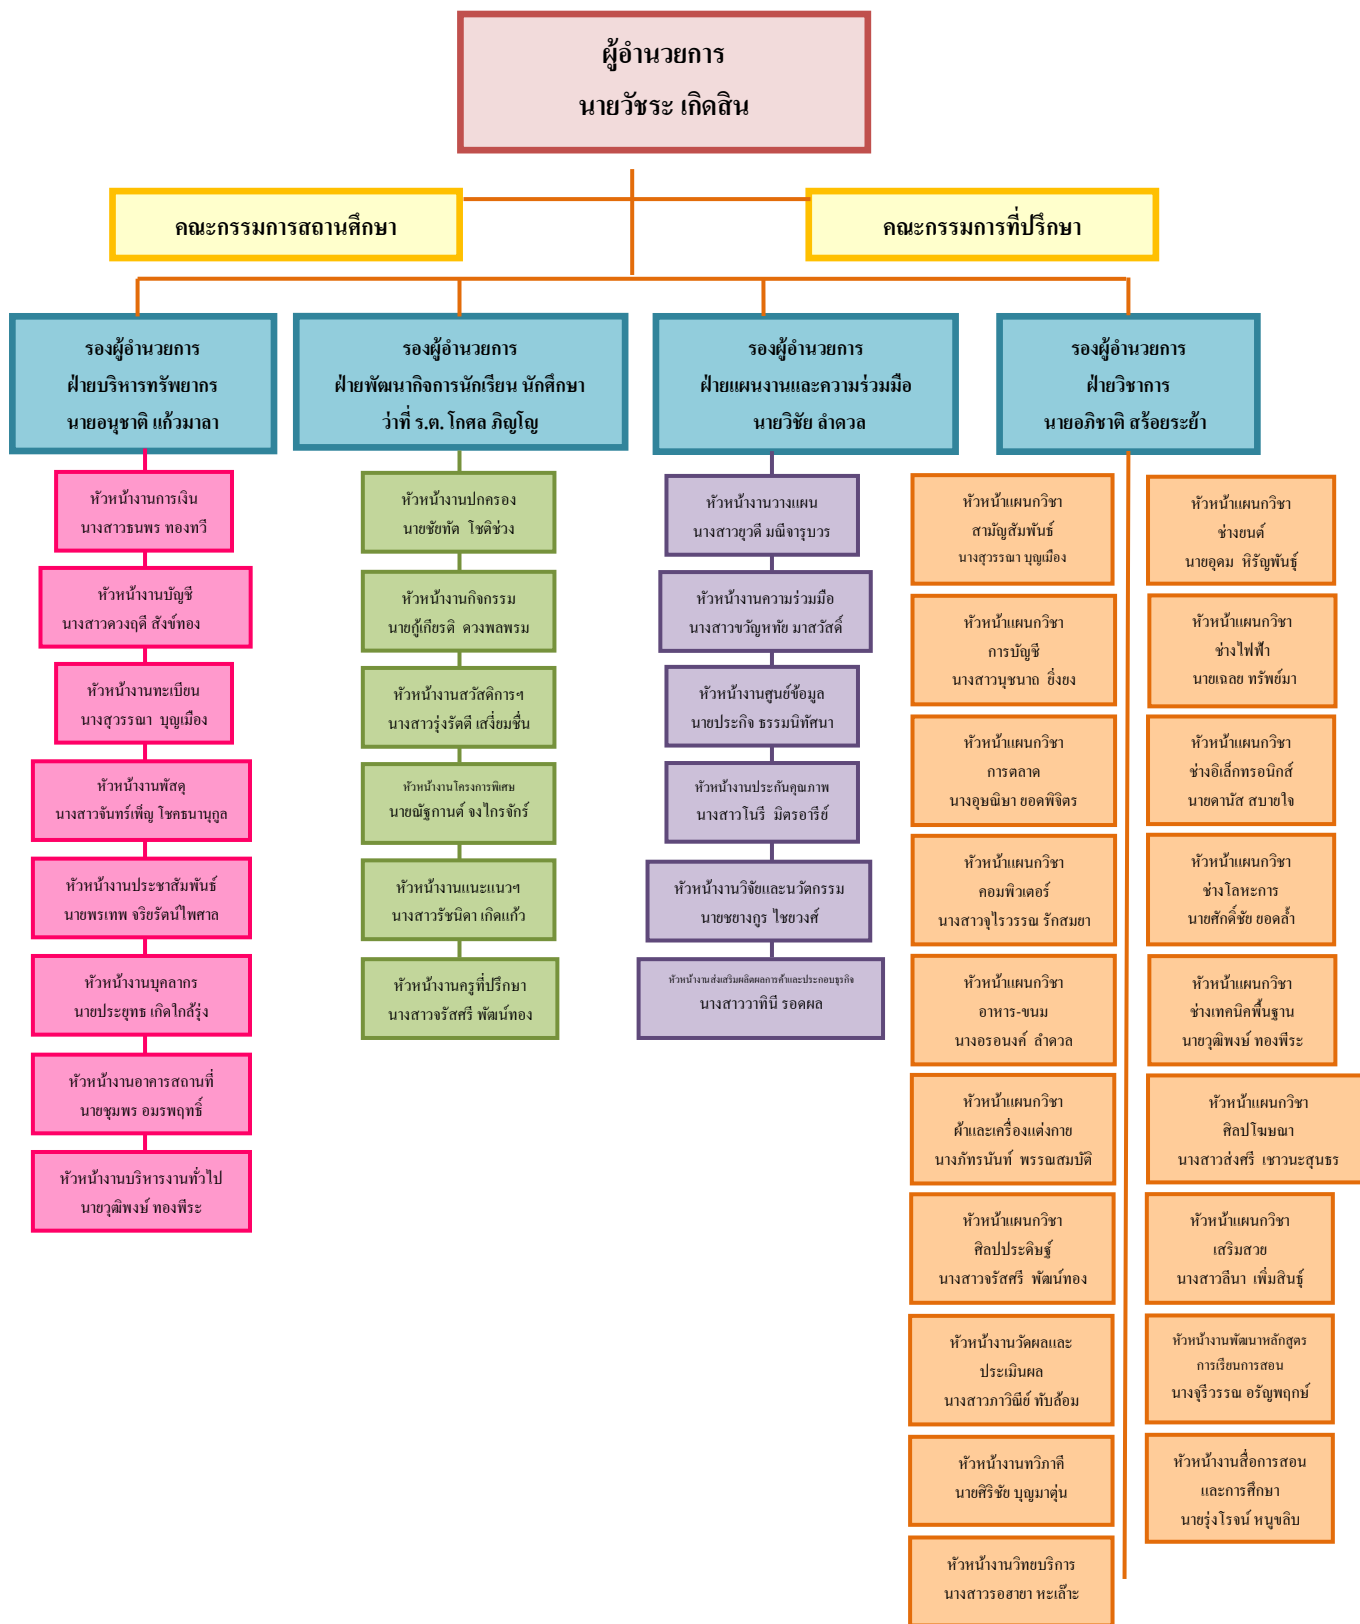 ผู้อำนวยการ
นายวัชระ เกิดสิน
คณะกรรมการสถานศึกษา
คณะกรรมการที่ปรึกษา
รองผู้อำนวยการ
ฝ่ายบริหารทรัพยากร
นายอนุชาติ แก้วมาลา
รองผู้อำนวยการ
ฝ่ายพัฒนากิจการนักเรียน นักศึกษา
ว่าที่ ร.ต. โกศล ภิญโญ
รองผู้อำนวยการ
ฝ่ายแผนงานและความร่วมมือ
นายวิชัย ลำดวล
รองผู้อำนวยการ
ฝ่ายวิชาการ
นายอภิชาติ สร้อยระย้า
หัวหน้างานการเงิน
นางสาวธนพร ทองทวี
หัวหน้างานบัญชี
นางสาวดวงฤดี สังข์ทอง
หัวหน้างานทะเบียน
นางสุวรรณา บุญเมือง
หัวหน้างานพัสดุ
นางสาวจันทร์เพ็ญ โชคธนานุกูล
หัวหน้างานประชาสัมพันธ์
นายพรเทพ จริยรัตน์ไพศาล
หัวหน้างานบุคลากร
นายประยุทธ เกิดใกล้รุ่ง
หัวหน้างานอาคารสถานที่
นายชุมพร อมรพฤทธิ์
หัวหน้างานบริหารงานทั่วไป
นายวุฒิพงษ์ ทองพีระ
หัวหน้างานปกครอง
นายชัยทัต โชติช่วง
หัวหน้างานกิจกรรม
นายกู้เกียรติ ดวงพลพรม
หัวหน้างานสวัสดิการฯ
นางสาวรุ่งรัตดี เสงี่ยมชื่น
หัวหน้างานโครงการพิเศษ
นายณัฐกานต์ จงไกรจักร์
หัวหน้างานแนะแนวฯ
นางสาวรัชนิดา เกิดแก้ว
หัวหน้างานครูที่ปรึกษา
นางสาวจรัสศรี พัฒน์ทอง
หัวหน้างานวางแผน
นางสาวยุวดี มณีจารุบวร
หัวหน้างานความร่วมมือ
นางสาวขวัญหทัย มาสวัสดิ์
หัวหน้างานศูนย์ข้อมูล
นายประกิจ ธรรมนิทัศนา
หัวหน้างานประกันคุณภาพ
นางสาวโนรี มิตรอารีย์
หัวหน้างานวิจัยและนวัตกรรม
นายชยางกูร ไชยวงศ์
หัวหน้างานส่งเสริมผลิตผลการค้าและประกอบธุรกิจ
นางสาววาทินี รอดผล
หัวหน้าแผนกวิชา
สามัญสัมพันธ์
นางสุวรรณา บุญเมือง
หัวหน้าแผนกวิชา
การบัญชี
นางสาวนุชนาถ ยิ่งยง
หัวหน้าแผนกวิชา
การตลาด
นางอุษณิษา ยอดพิจิตร
หัวหน้าแผนกวิชา
คอมพิวเตอร์
นางสาวจุไรวรรณ รักสมยา
หัวหน้าแผนกวิชา
อาหาร-ขนม
นางอรอนงค์ ลำดวล
หัวหน้าแผนกวิชา
ผ้าและเครื่องแต่งกาย
นางภัทรนันท์ พรรณสมบัติ
หัวหน้าแผนกวิชา
ศิลปประดิษฐ์
นางสาวจรัสศรี พัฒน์ทอง
หัวหน้างานวัดผลและ
ประเมินผล
นางสาวภาวิณีย์ ทับล้อม
หัวหน้างานทวิภาคี
นายศิริชัย บุญมาตุ่น
หัวหน้างานวิทยบริการ
นางสาวรอฮายา หะเล๊าะ
หัวหน้าแผนกวิชา
ช่างยนต์
นายอุดม หิรัญพันธุ์
หัวหน้าแผนกวิชา
ช่างไฟฟ้า
นายเฉลย ทรัพย์มา
หัวหน้าแผนกวิชา
ช่างอิเล็กทรอนิกส์
นายดานัส สบายใจ
หัวหน้าแผนกวิชา
ช่างโลหะการ
นายศักดิ์ชัย ยอดล้ำ
หัวหน้าแผนกวิชา
ช่างเทคนิคพื้นฐาน
นายวุฒิพงษ์ ทองพีระ
หัวหน้าแผนกวิชา
ศิลปโฆษณา
นางสาวส่งศรี เชาวนะสุนธร
หัวหน้าแผนกวิชา
เสริมสวย
นางสาวลีนา เพิ่มสินธุ์
หัวหน้างานพัฒนาหลักสูตร
การเรียนการสอน
นางจุรีวรรณ อรัญพฤกษ์
หัวหน้างานสื่อการสอน
และการศึกษา
นายรุ่งโรจน์ หนูขลิบ